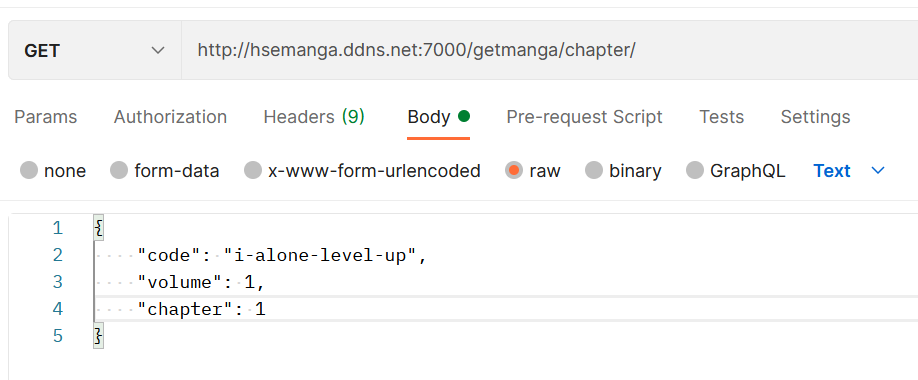 GET http://hsemanga.ddns.net:7000/getmanga/chapter/
Params Authorization Headers (9) Body Pre-request Script Tests Settings
none form-data x-www-form-urlencoded raw binary GraphQL Text
1 {
2 "code": "i-alone-level-up",
3 "volume": 1,
4 "chapter": 1
5 }